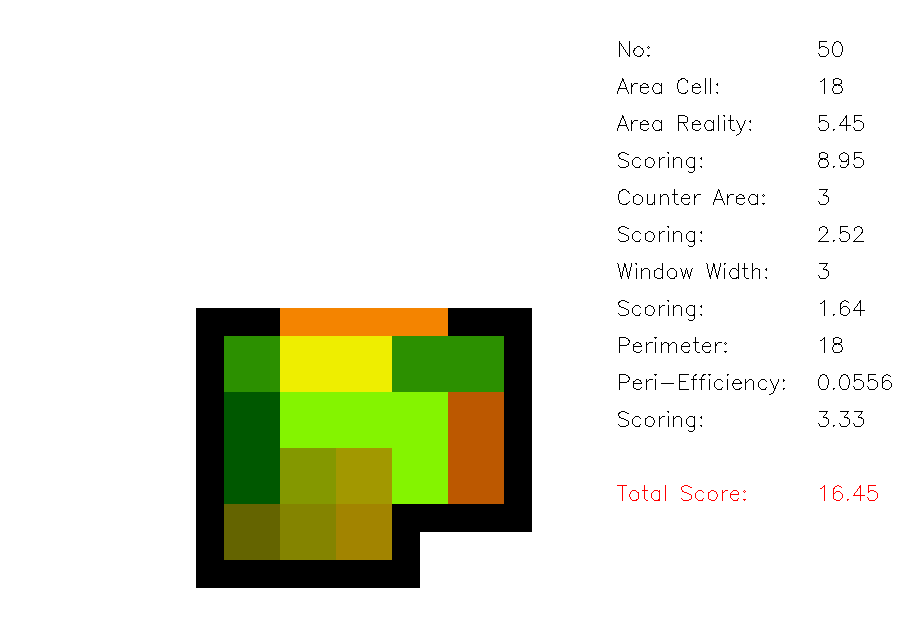 No: 50
Area Cell: 18
Area Reality: 5.45
Scoring: 8.95
Counter Area: 3
Scoring: 2.52
Window Width: 3
Scoring: 1.64
Perimeter: 18
Peri-Efficiency: 0.0556
Scoring: 3.33
Total Score: 16.45